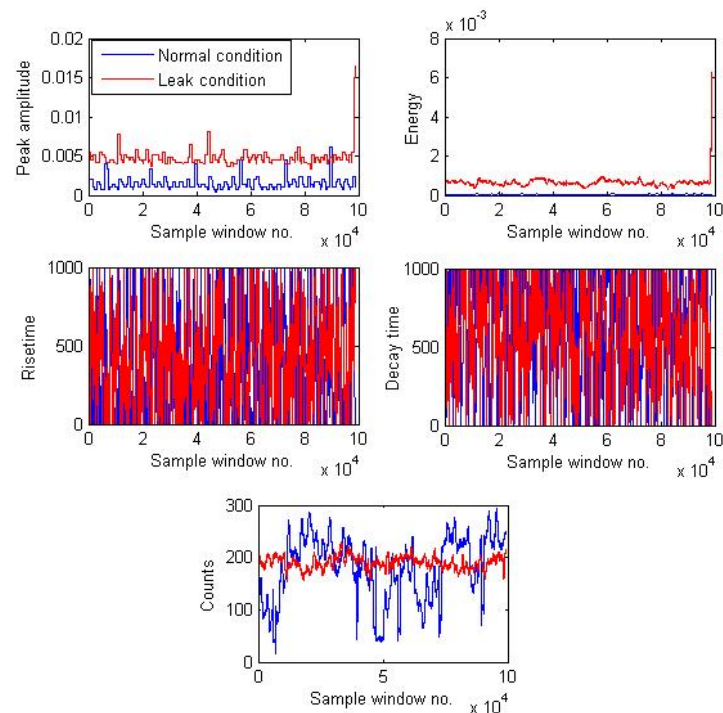 Peak amplitude
0.02
0.015
0.01
0.005
0
Normal condition
Leak condition
0 2 4 6 8 10
Sample window no.
x 10^4
x 10^-3
Energy
8
6
4
2
0
0 2 4 6 8 10
Sample window no.
x 10^4
Risetime
1000
500
0
0 2 4 6 8 10
Sample window no.
x 10^4
Decay time
1000
500
0
0 2 4 6 8 10
Sample window no.
x 10^4
Counts
300
200
100
0
0 5 10
Sample window no.
x 10^4